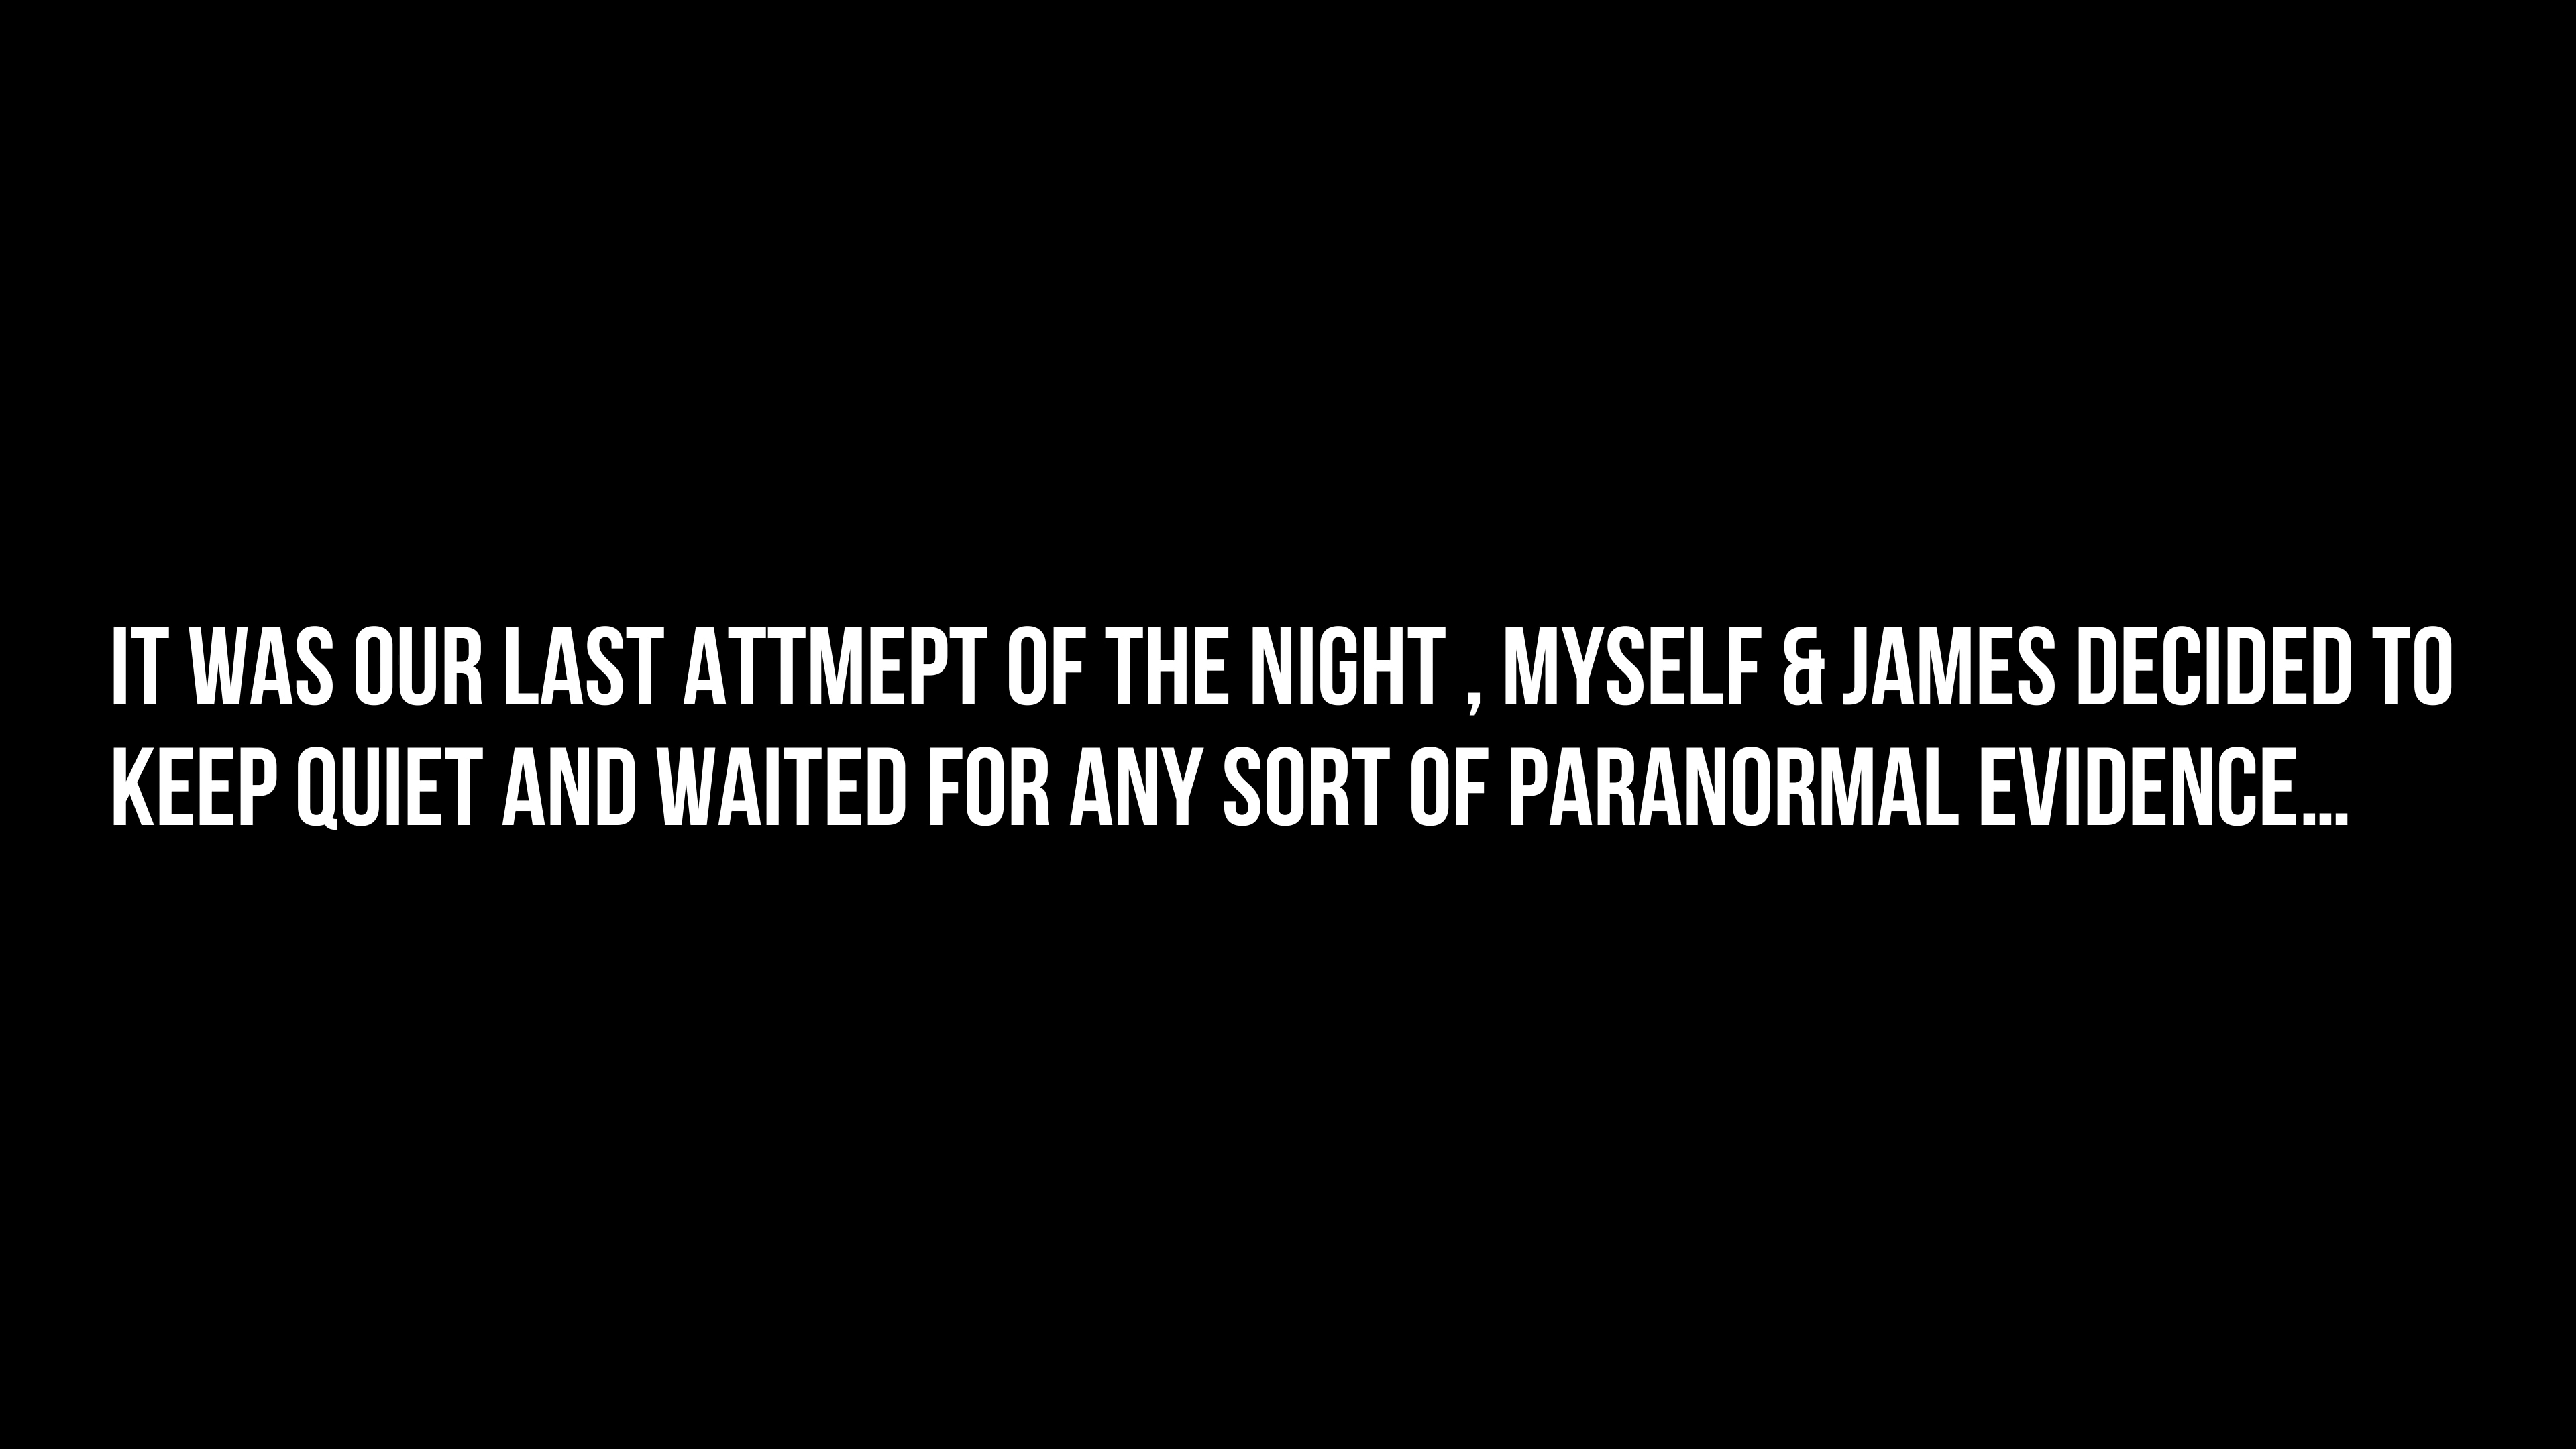 IT WAS OUR LAST ATTMEPT OF THE NIGHT , MYSELF & JAMES DECIDED TO
KEEP QUIET AND WAITED FOR ANY SORT OF PARANORMAL EVIDENCE...